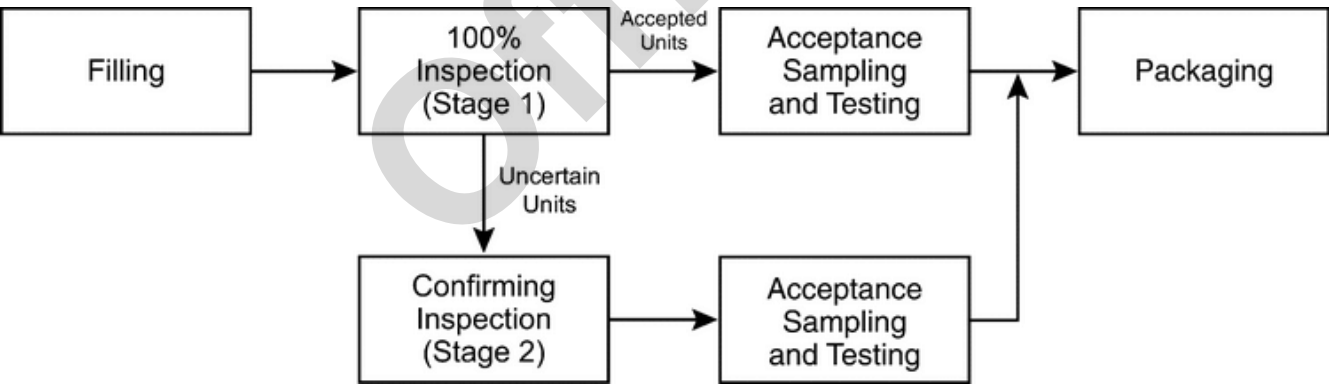 Filling
100%
Inspection
(Stage 1)
Accepted
Units
Acceptance
Sampling
and Testing
Packaging
Uncertain
Units
Confirming
Inspection
(Stage 2)
Acceptance
Sampling
and Testing